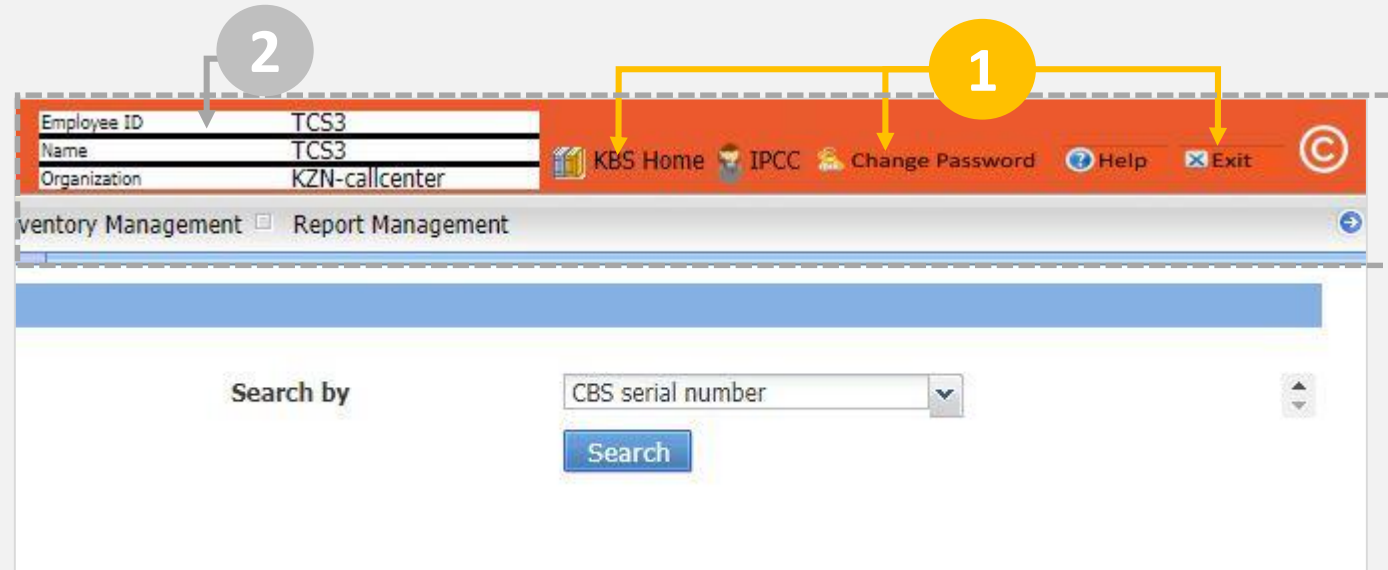 2
1
Employee ID TCS3
Name TCS3
Organization KZN-callcenter
KBS Home IPCC Change Password Help Exit ©
ventory Management Report Management
Search by CBS serial number
Search